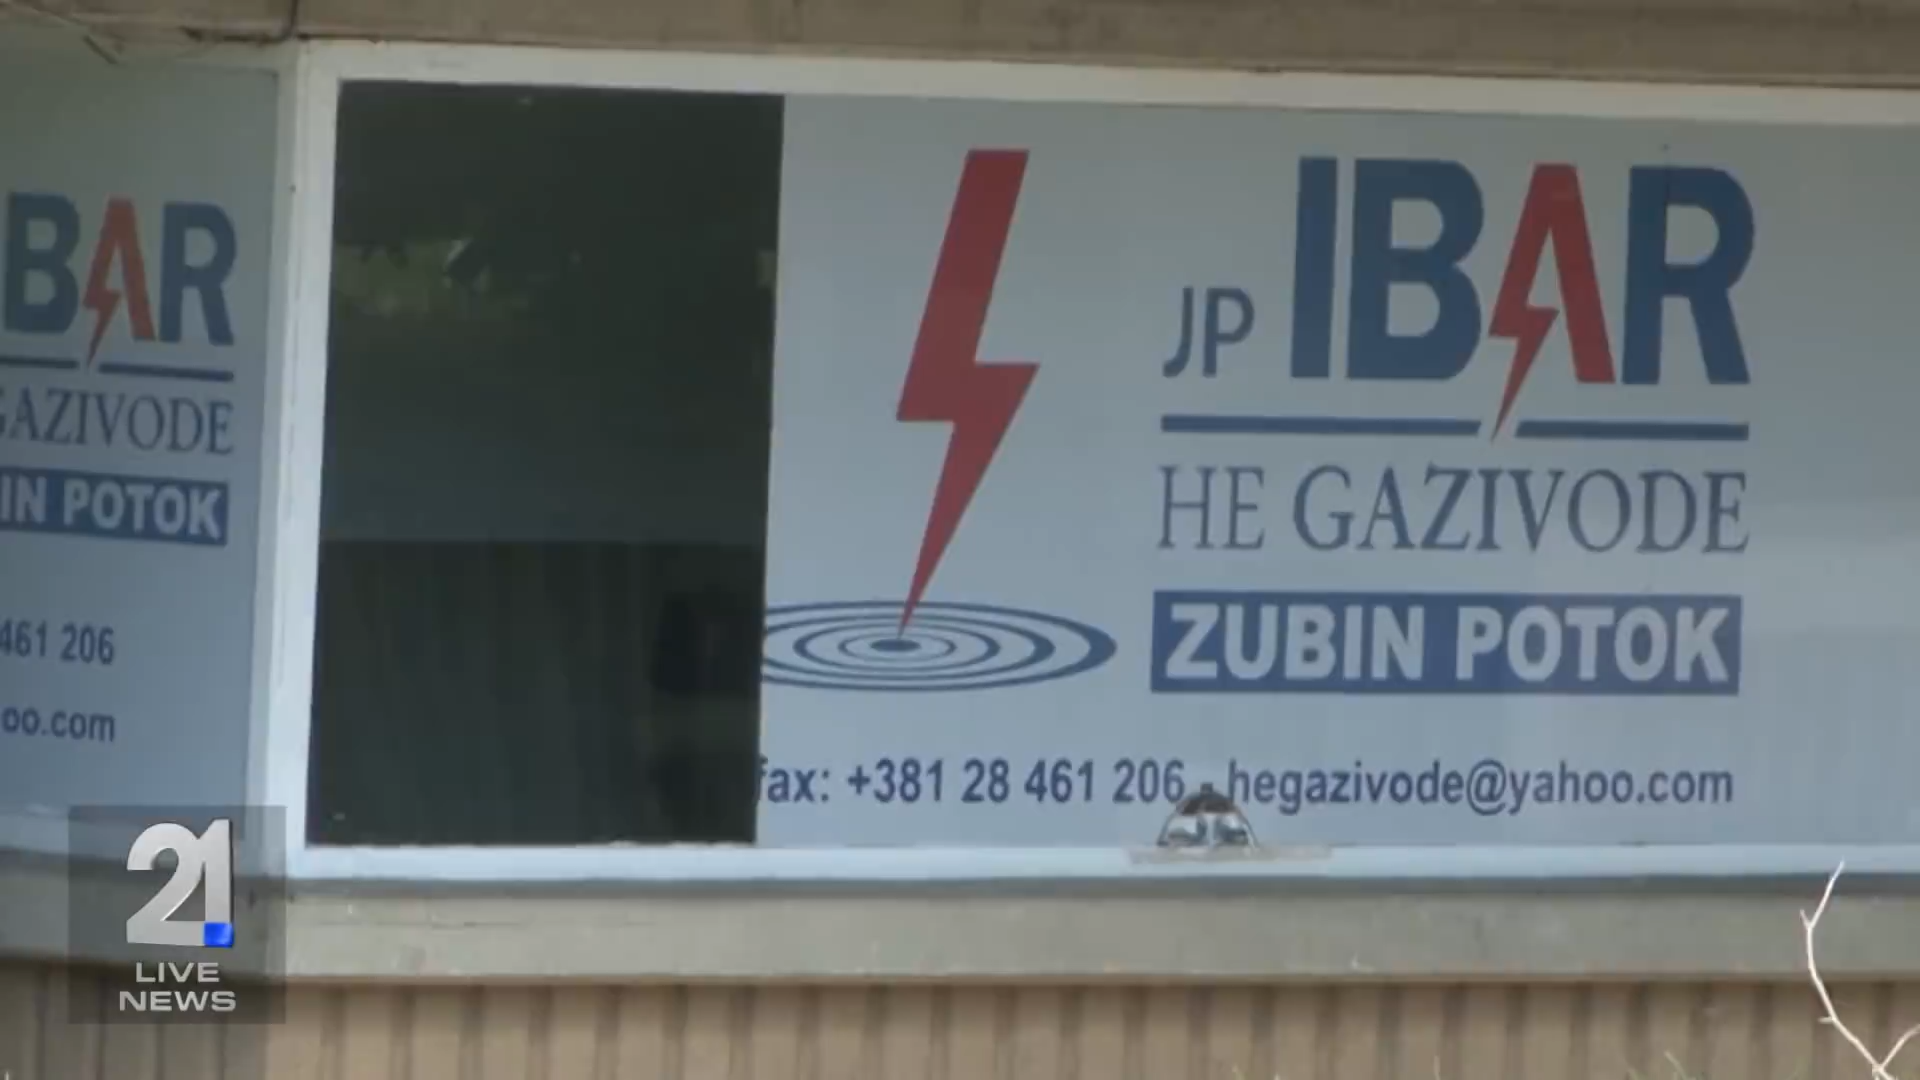 BAR
GAZIVODE
IN POTOK
461 206
oo.com
JP IBAR
HE GAZIVODE
ZUBIN POTOK
fax: +381 28 461 206 hegazivode@yahoo.com
21
LIVE
NEWS